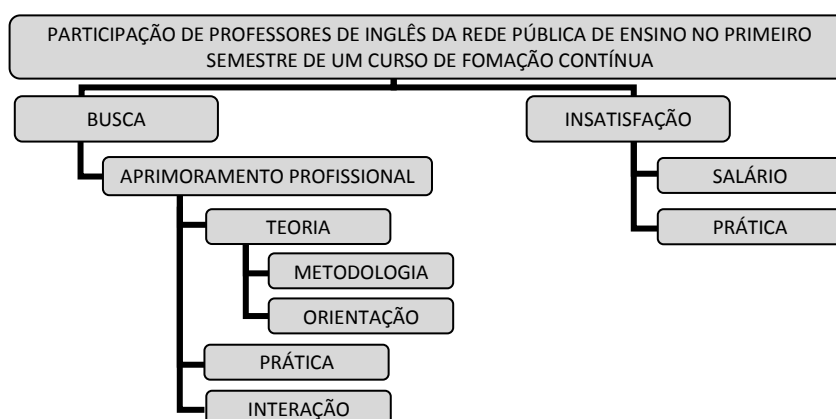 PARTICIPAÇÃO DE PROFESSORES DE INGLÊS DA REDE PÚBLICA DE ENSINO NO PRIMEIRO
SEMESTRE DE UM CURSO DE FOMAÇÃO CONTÍNUA
BUSCA
INSATISFAÇÃO
APRIMORAMENTO PROFISSIONAL
SALÁRIO
TEORIA
PRÁTICA
METODOLOGIA
ORIENTAÇÃO
PRÁTICA
INTERAÇÃO